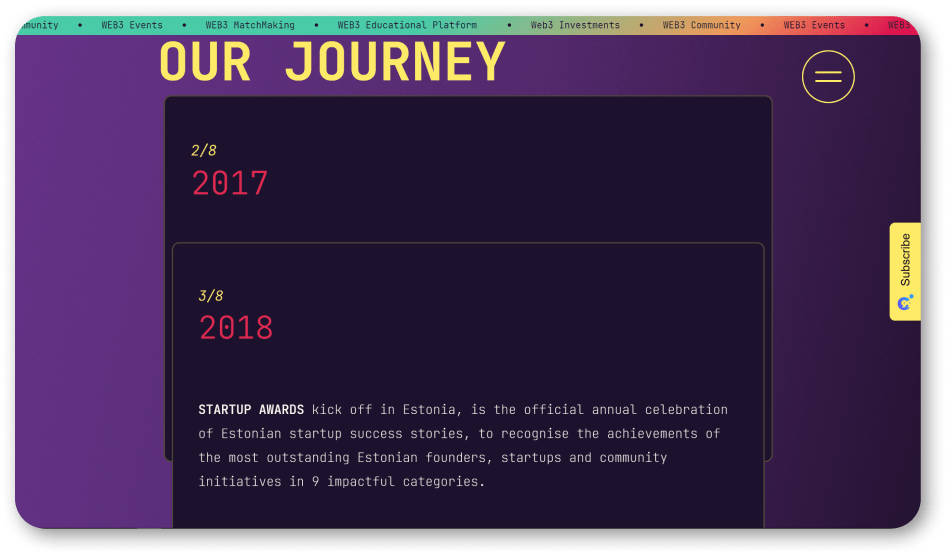 WEB3 Events • WEB3 MatchMaking • WEB3 Educational Platform • Web3 Investments • WEB3 Community • WEB3 Events •
OUR JOURNEY
2/8
2017
Subscribe
3/8
2018
STARTUP AWARDS kick off in Estonia, is the official annual celebration
of Estonian startup success stories, to recognise the achievements of
the most outstanding Estonian founders, startups and community
initiatives in 9 impactful categories.